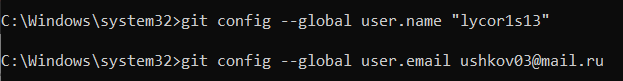 C:\Windows\system32>git config --global user.name "lycor1s13"
C:\Windows\system32>git config --global user.email ushkov03@mail.ru